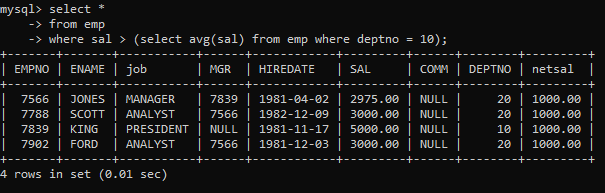 mysql> select *
    -> from emp
    -> where sal > (select avg(sal) from emp where deptno = 10);
+-------+-------+-----------+------+------------+---------+------+--------+---------+
| EMPNO | ENAME | job       | MGR  | HIREDATE   | SAL     | COMM | DEPTNO | netsal  |
+-------+-------+-----------+------+------------+---------+------+--------+---------+
|  7566 | JONES | MANAGER   | 7839 | 1981-04-02 | 2975.00 | NULL |     20 | 1000.00 |
|  7788 | SCOTT | ANALYST   | 7566 | 1982-12-09 | 3000.00 | NULL |     20 | 1000.00 |
|  7839 | KING  | PRESIDENT | NULL | 1981-11-17 | 5000.00 | NULL |     10 | 1000.00 |
|  7902 | FORD  | ANALYST   | 7566 | 1981-12-03 | 3000.00 | NULL |     20 | 1000.00 |
+-------+-------+-----------+------+------------+---------+------+--------+---------+
4 rows in set (0.01 sec)